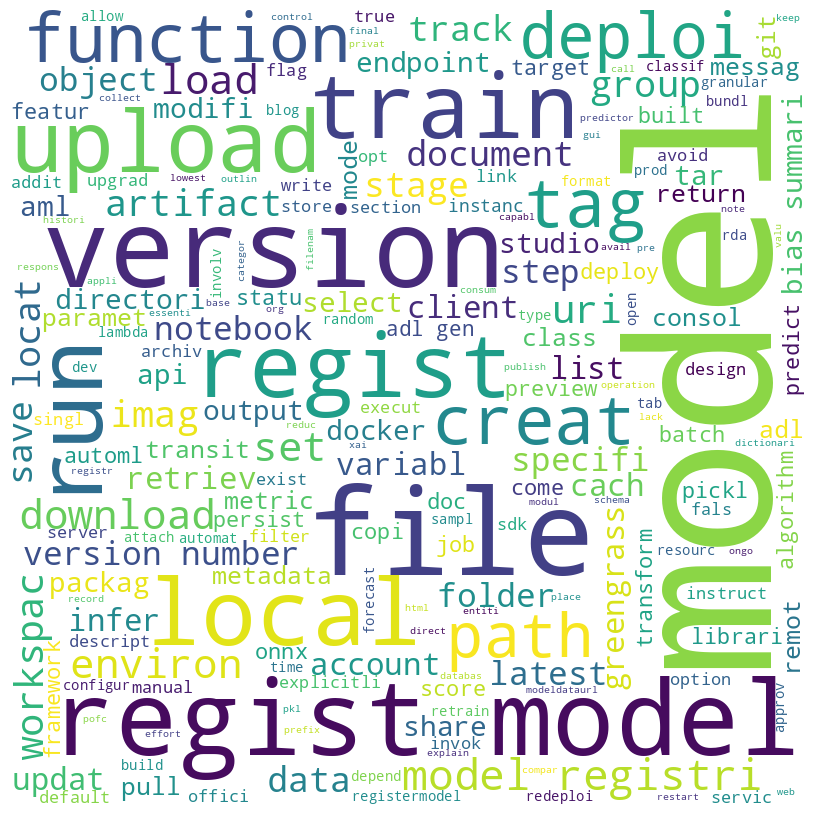 allow control keep
function final true track deploi git
privat
object load flag endpoint target classif messag
call granular
featur collect modifi blog group bundl
upload train predictor built
gui
document avoid
addit upgrad lowest outlin mode opt link format prod tar
write stage capabl note
aml artifact store section instanc tag return
histori avail pre rda valu
version studio
involv filenam categor step deploy
respons appli base directori statu select client uri open consol
essenti org consum
paramet lambda random type class
notebook adl gen predict
archiv list design
dev api regist publish preview operation
save locat run execut creat tab lack
singl imag output reduc docker set batch adl
automl transit dictionari
registr xai variabl specifi
retriev exist cach pickl
metric come modul schema fals
download persist doc sampl sdk
server attach automat filter copi job resourc ongo
version number file
packag metadata forecast entiti place instruct
record infer html folder
local path librari
descript onnx direct
environ time account databas latest option
configur manual explicitli score modeldataurl
pofc pkl retrain
effort prefix share
regist model
build invok explain
updat pull data depend model registri
default offici compar
registermodel redeploi restart servic web
workspac
framework
greengrass
transform
remot
approv
algorithm
bias summari
model